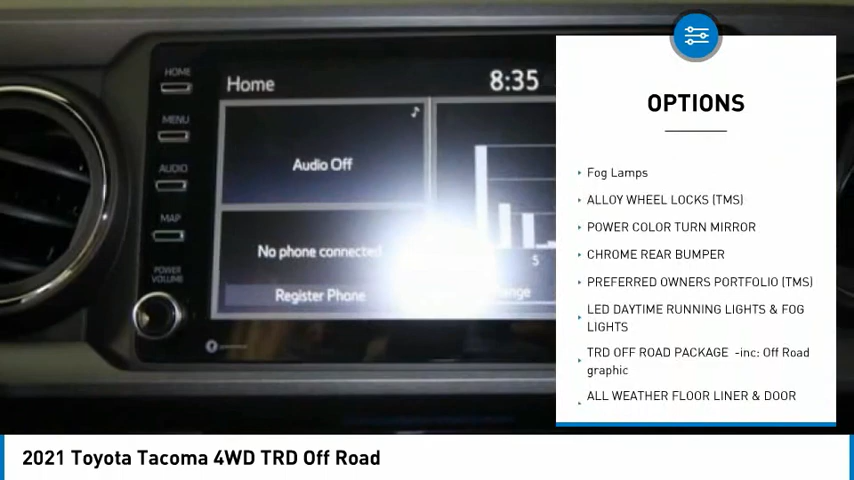 HOME
MENU
AUDIO
MAP
POWER
VOLUME
Home
8:35
Audio Off
No phone connected
Register Phone
5
OPTIONS
Fog Lamps
ALLOY WHEEL LOCKS (TMS)
POWER COLOR TURN MIRROR
CHROME REAR BUMPER
PREFERRED OWNERS PORTFOLIO (TMS)
LED DAYTIME RUNNING LIGHTS & FOG
LIGHTS
TRD OFF ROAD PACKAGE -inc: Off Road
graphic
ALL WEATHER FLOOR LINER & DOOR
2021 Toyota Tacoma 4WD TRD Off Road